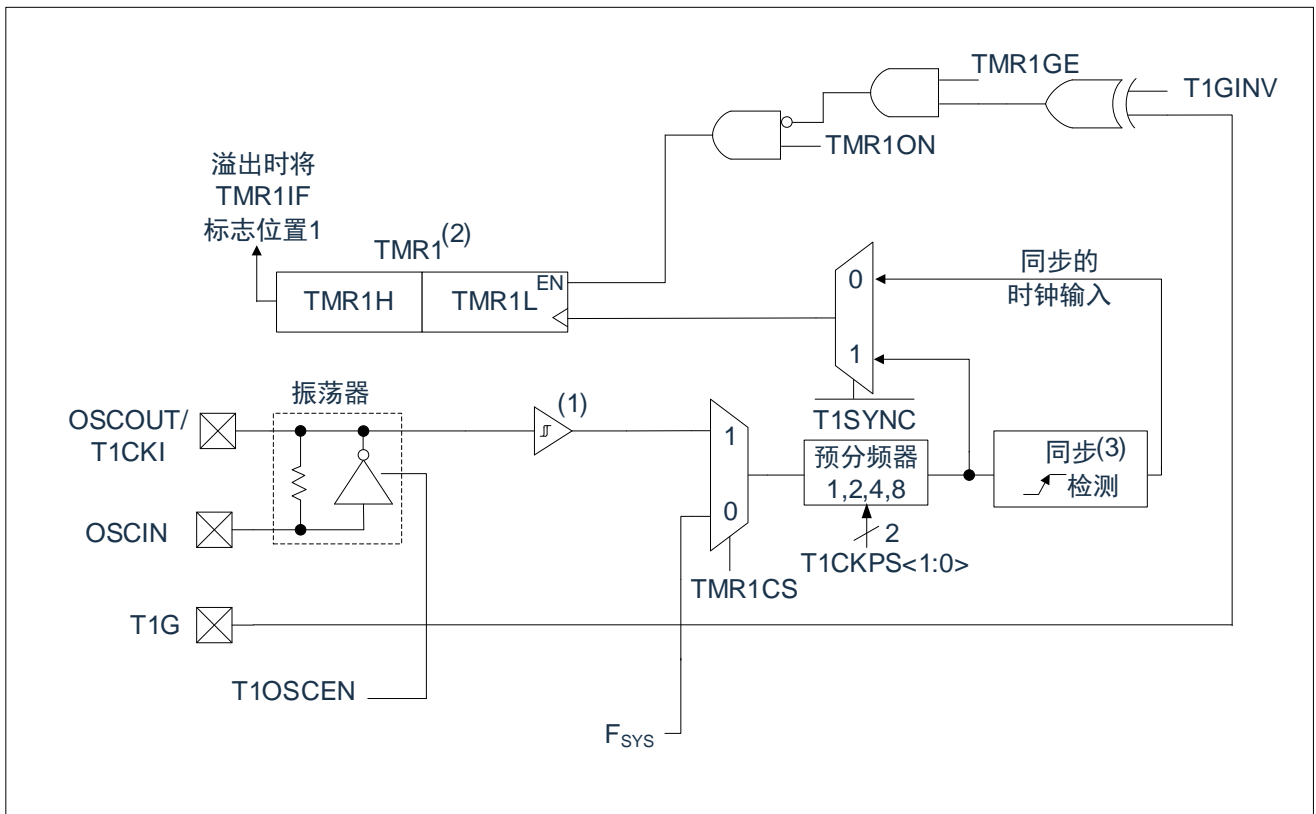 TMR1GE
T1GINV
TMR1ON
溢出时将
TMR1IF
标志位置1
TMR1(2)
TMR1H
TMR1L
EN
0
1
同步的
时钟输入
T1SYNC
振荡器
OSCOUT/
T1CKI
(1)
1
0
预分频器
1,2,4,8
同步(3)
检测
OSCIN
2
T1CKPS<1:0>
TMR1CS
T1G
T1OSCEN
FSYS